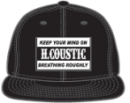 KEEP YOUR MIND ON
H.COUSTIC
BREATHING ROUGHLY